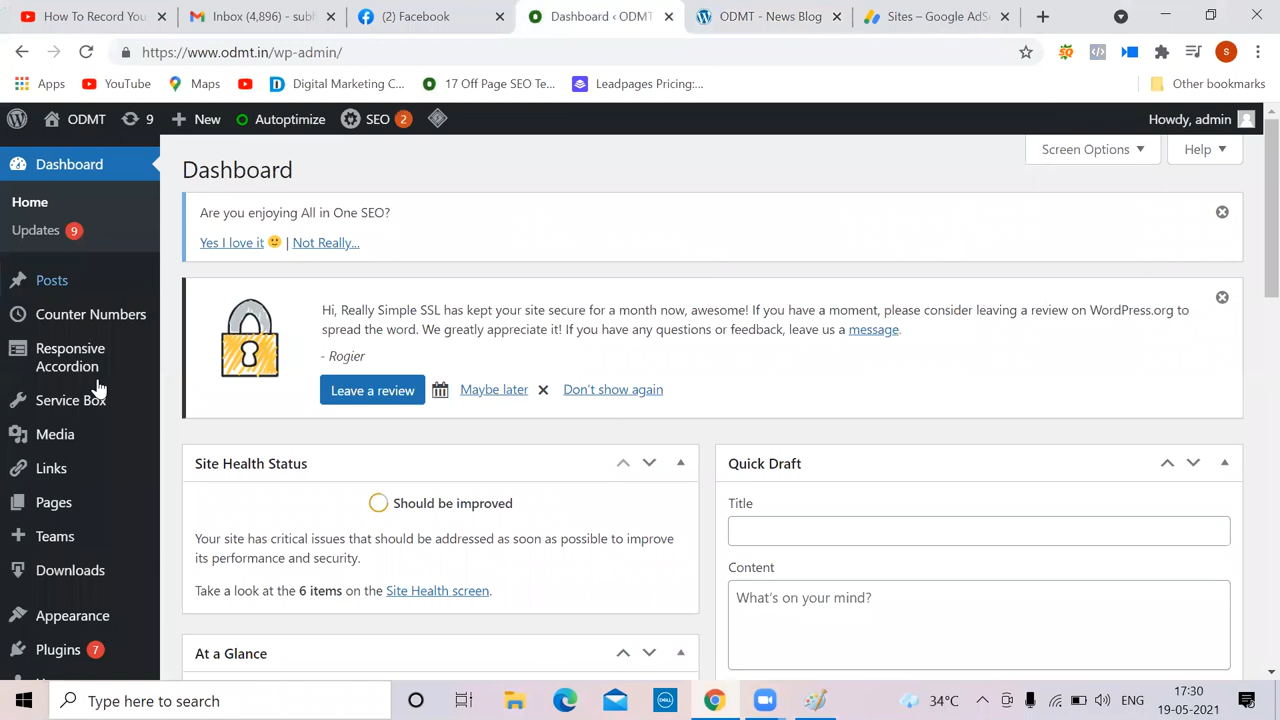 How To Record You
Inbox (4,896) - subl
(2) Facebook
Dashboard ‹ ODMT
ODMT - News Blog
Sites – Google AdS
https://www.odmt.in/wp-admin/
S
Apps
YouTube
Maps
Digital Marketing C...
17 Off Page SEO Te...
Leadpages Pricing:...
Other bookmarks
ODMT
9
New
Autoptimize
SEO 2
Howdy, admin
Dashboard
Home
Updates 9
Posts
Counter Numbers
Responsive
Accordion
Service Box
Media
Links
Pages
Teams
Downloads
Appearance
Plugins 7
Screen Options
Help
Dashboard
Are you enjoying All in One SEO?
Yes I love it 🙂 | Not Really...
Hi, Really Simple SSL has kept your site secure for a month now, awesome! If you have a moment, please consider leaving a review on WordPress.org to
spread the word. We greatly appreciate it! If you have any questions or feedback, leave us a message.
- Rogier
Leave a review
Maybe later
Don't show again
Site Health Status
Should be improved
Your site has critical issues that should be addressed as soon as possible to improve
its performance and security.
Take a look at the 6 items on the Site Health screen.
At a Glance
Quick Draft
Title
Content
What's on your mind?
Type here to search
DELL
34°C
ENG
17:30
19-05-2021